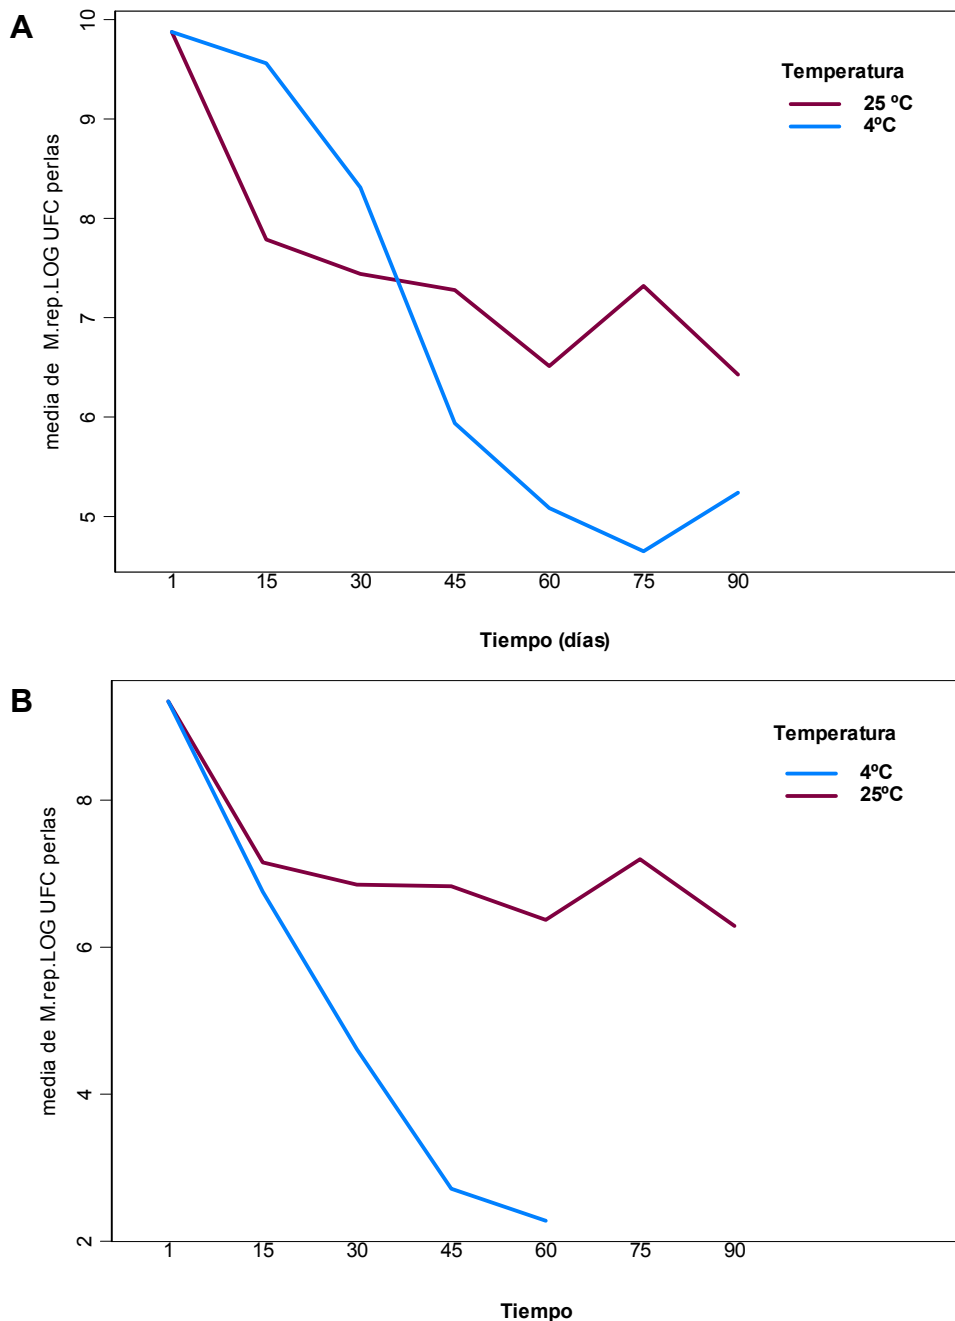 A
10
9
8
7
6
5
media de  M.rep.LOG UFC perlas
Temperatura
25 ºC
4ºC
1 15 30 45 60 75 90
Tiempo (días)
B
8
6
4
2
media de M.rep.LOG UFC perlas
Temperatura
4ºC
25ºC
1 15 30 45 60 75 90
Tiempo